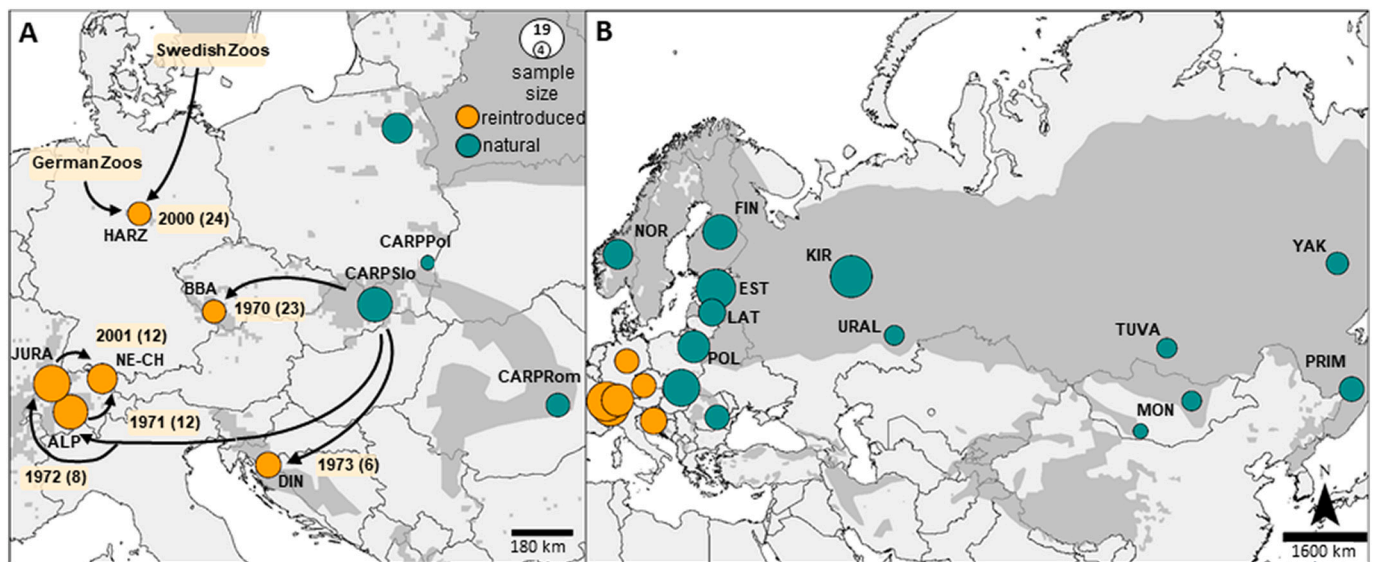 A
SwedishZoos
19
4
sample
size
reintroduced
natural
GermanZoos
2000 (24)
HARZ
CARPPol
CARPSlo
BBA
1970 (23)
2001 (12)
JURA
NE-CH
CARPRom
1971 (12)
ALP
1973 (6)
1972 (8)
DIN
180 km
B
FIN
NOR
KIR
YAK
EST
LAT
URAL
TUVA
POL
PRIM
MON
N
1600 km